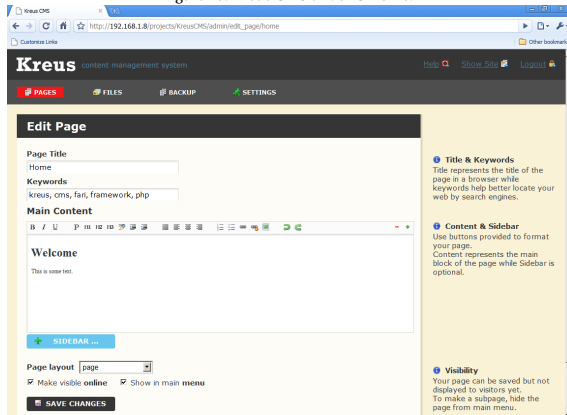 Kreus CMS
http://192.168.1.8/projects/KreusCMS/admin/edit_page/home
Customize Links
Other bookmark
Kreus content management system
Help
Show Site
Logout
PAGES
FILES
BACKUP
SETTINGS
Edit Page
Page Title
Home
Keywords
kreus, cms, fari, framework, php
Main Content
B I U P H1 H2 H3
Welcome
This is some text.
SIDEBAR ...
Page layout page
Make visible online
Show in main menu
SAVE CHANGES
Title & Keywords
Title represents the title of the
page in a browser while
keywords help better locate your
web by search engines.
Content & Sidebar
Use buttons provided to format
your page.
Content represents the main
block of the page while Sidebar is
optional.
Visibility
Your page can be saved but not
displayed to visitors yet.
To make a subpage, hide the
page from main menu.